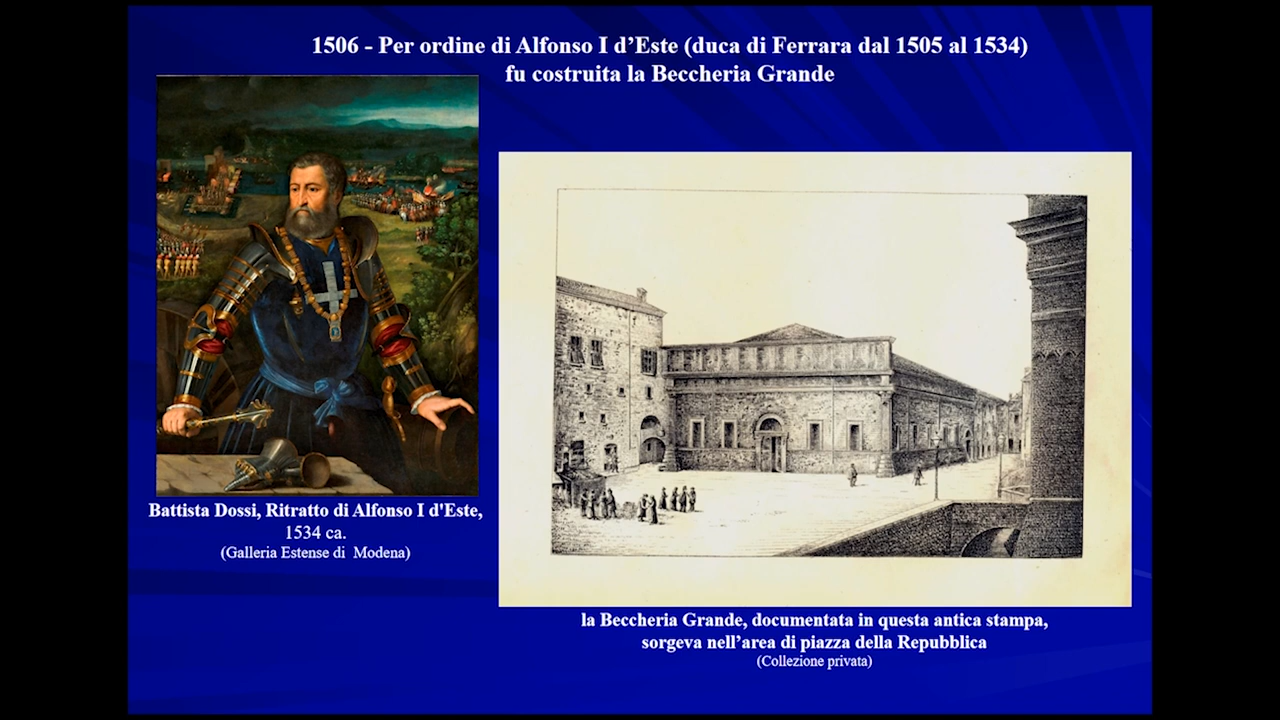 1506 - Per ordine di Alfonso I d’Este (duca di Ferrara dal 1505 al 1534)
fu costruita la Beccheria Grande
Battista Dossi, Ritratto di Alfonso I d'Este,
1534 ca.
(Galleria Estense di Modena)
la Beccheria Grande, documentata in questa antica stampa,
sorgeva nell’area di piazza della Repubblica
(Collezione privata)